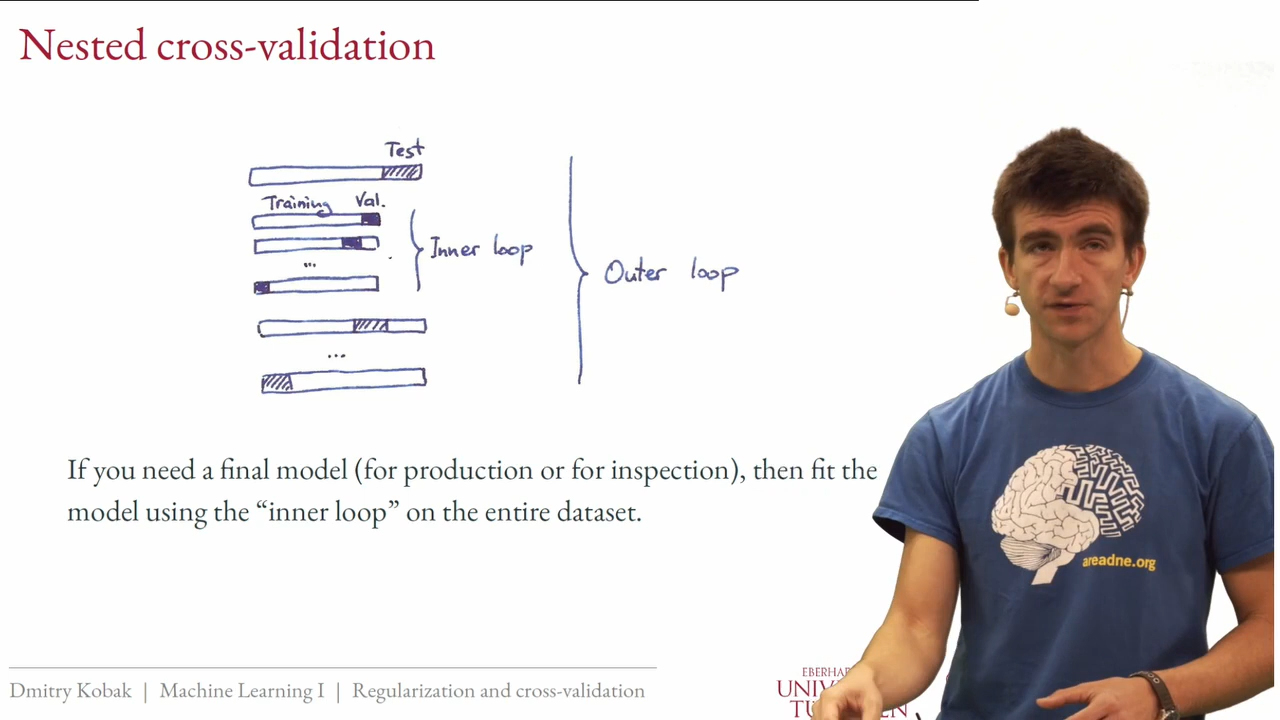 Nested cross-validation
Test
Training Val.
...
Inner loop
Outer loop
...
If you need a final model (for production or for inspection), then fit the
model using the “inner loop” on the entire dataset.
areadne.org
Dmitry Kobak | Machine Learning I | Regularization and cross-validation